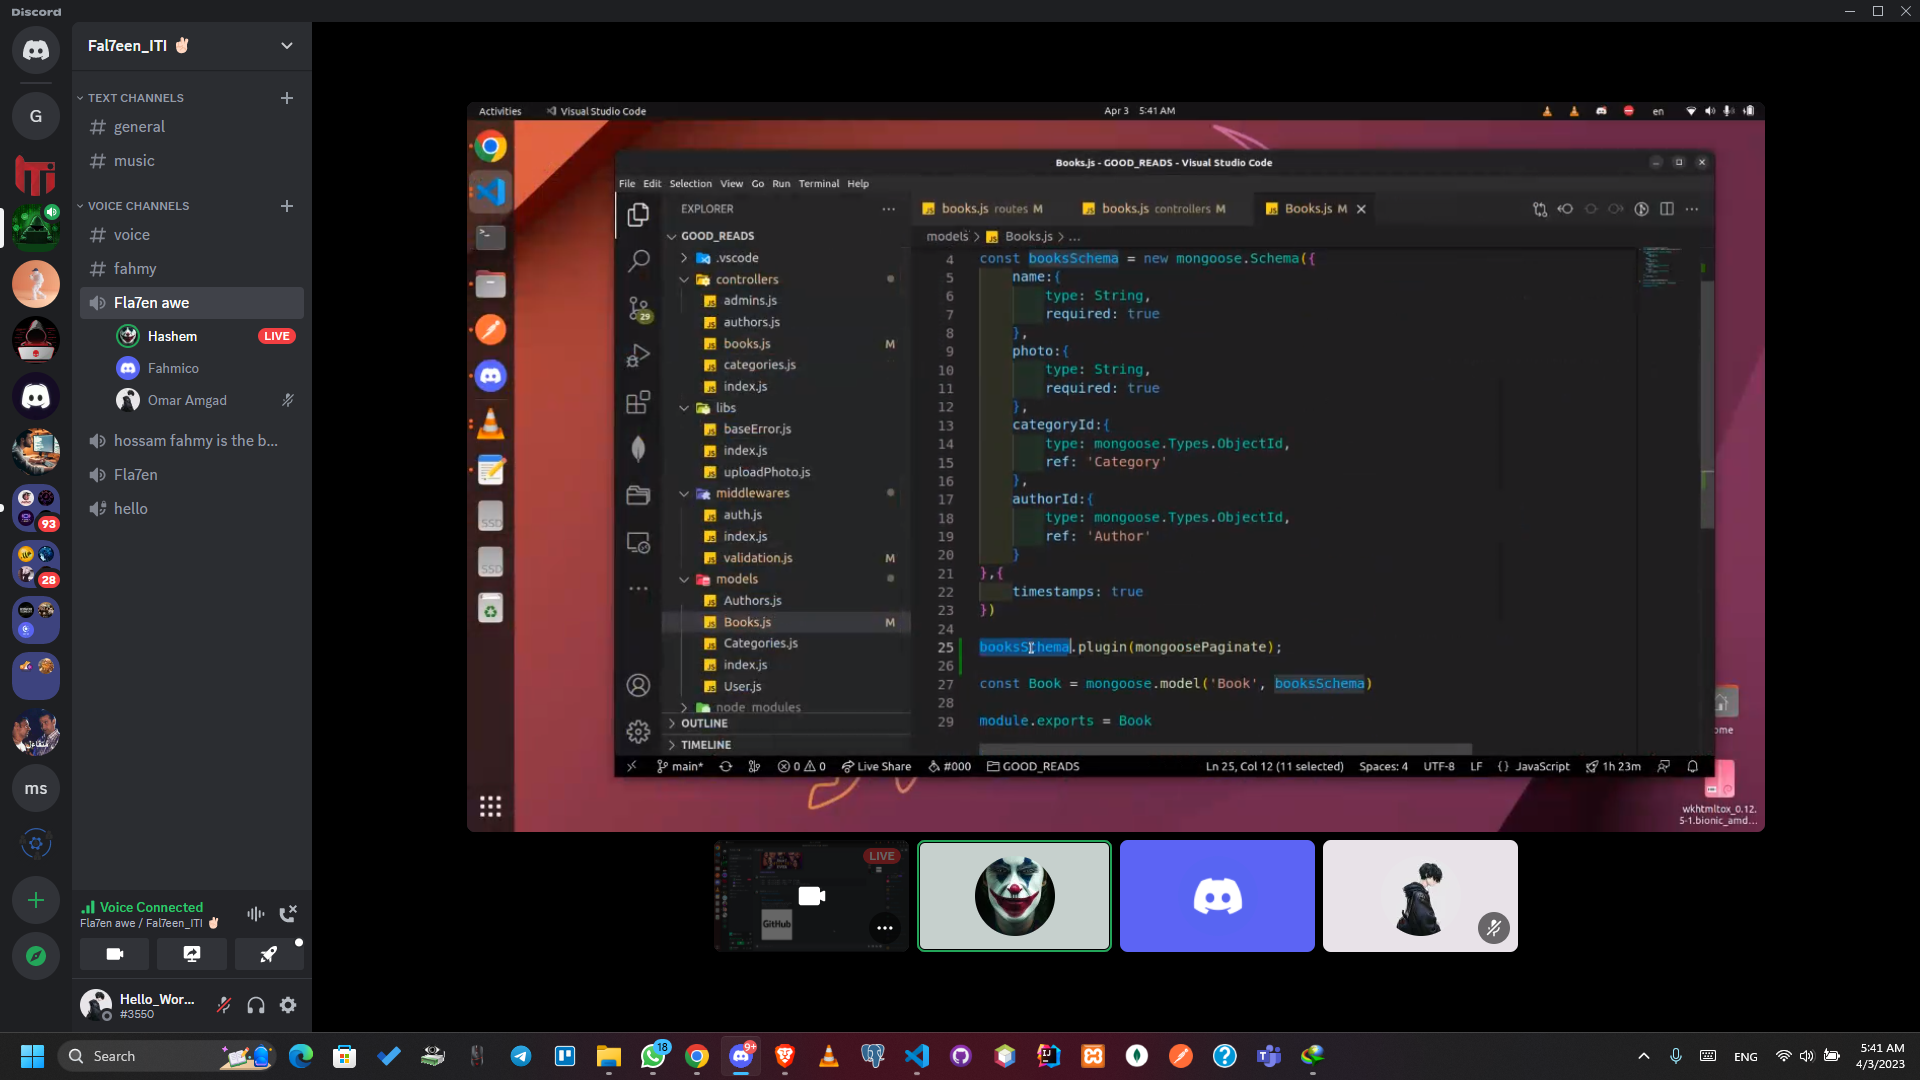 Discord
Fal7een_ITI ✌🏻
TEXT CHANNELS
general
music
VOICE CHANNELS
voice
fahmy
Fla7en awe
Hashem
LIVE
Fahmico
Omar Amgad
hossam fahmy is the b...
Fla7en
hello
G
93
28
ms
Voice Connected
Fla7en awe / Fal7een_ITI ✌🏻
Hello_Wor...
#3550
Activities
Visual Studio Code
Apr 3 5:41 AM
en
Books.js - GOOD_READS - Visual Studio Code
File Edit Selection View Go Run Terminal Help
EXPLORER
GOOD_READS
.vscode
controllers
admins.js
authors.js
books.js M
categories.js
index.js
libs
baseError.js
index.js
uploadPhoto.js
middlewares
auth.js
index.js
validation.js M
models
Authors.js
Books.js M
Categories.js
index.js
User.js
node_modules
OUTLINE
TIMELINE
29
SSD
SSD
books.js routes M
books.js controllers M
Books.js M
models > Books.js > ...
4 const booksSchema = new mongoose.Schema({
5 name:{
6 type: String,
7 required: true
8 },
9 photo:{
10 type: String,
11 required: true
12 },
13 categoryId:{
14 type: mongoose.Types.ObjectId,
15 ref: 'Category'
16 },
17 authorId:{
18 type: mongoose.Types.ObjectId,
19 ref: 'Author'
20 }
21 },{
22 timestamps: true
23 })
24
25 booksSchema.plugin(mongoosePaginate);
26
27 const Book = mongoose.model('Book', booksSchema)
28
29 module.exports = Book
main* 0 0 Live Share #000 GOOD_READS
Ln 25, Col 12 (11 selected) Spaces: 4 UTF-8 LF {} JavaScript 1h 23m
ome
wkhtmltox_0.12.
5-1.bionic_amd...
LIVE
GitHub
Search
18
9+
ENG
5:41 AM
4/3/2023